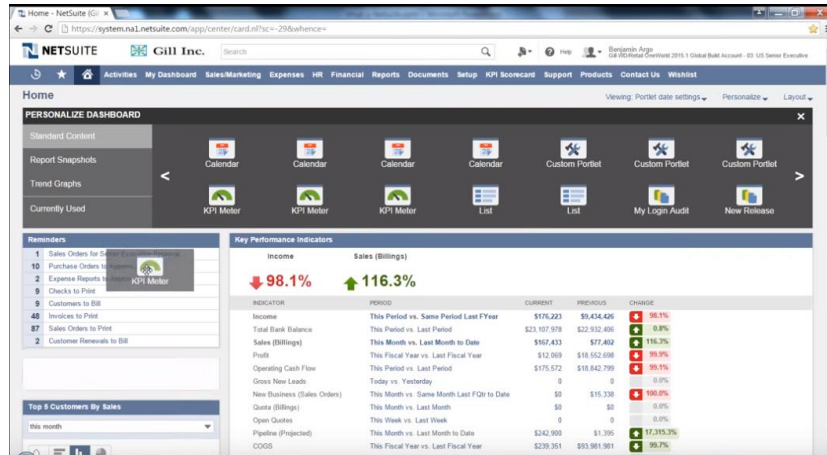 Home - NetSuite (Gi
https://system.na1.netsuite.com/app/center/card.nl?sc=-29&whence=
NETSUITE Gill Inc. Search Help Benjamin Argo
Gill WD/Retail OneWorld 2015.1 Global Build Account - 03. US Senior Executive
Activities My Dashboard Sales/Marketing Expenses HR Financial Reports Documents Setup KPI Scorecard Support Products Contact Us Wishlist
Home Viewing: Portlet date settings Personalize Layout
PERSONALIZE DASHBOARD
Standard Content
Report Snapshots
Trend Graphs
Currently Used
Calendar Calendar Calendar Calendar Custom Portlet Custom Portlet Custom Portlet
KPI Meter KPI Meter KPI Meter List List My Login Audit New Release
Reminders
1 Sales Orders for
10 Purchase Orders to
2 Expense Reports to
KPI Meter
9 Checks to Print
9 Customers to Bill
48 Invoices to Print
87 Sales Orders to Print
2 Customer Renewals to Bill
Top 5 Customers By Sales
this month
Key Performance Indicators
Income Sales (Billings)
98.1% 116.3%
INDICATOR PERIOD CURRENT PREVIOUS CHANGE
Income This Period vs. Same Period Last FYear $176,223 $9,434,426 98.1%
Total Bank Balance This Period vs. Last Period $23,107,978 $22,932,406 0.8%
Sales (Billings) This Month vs. Last Month to Date $167,433 $77,402 116.3%
Profit This Fiscal Year vs. Last Fiscal Year $12,069 $18,552,698 99.9%
Operating Cash Flow This Period vs. Last Period $175,572 $18,842,799 99.1%
Gross New Leads Today vs. Yesterday 0 0 0.0%
New Business (Sales Orders) This Month vs. Same Month Last FQtr to Date $0 $15,338 100.0%
Quota (Billings) This Month vs. Last Month $0 $0 0.0%
Open Quotes This Week vs. Last Week 0 0 0.0%
Pipeline (Projected) This Month vs. Last Month to Date $242,900 $1,395 17,315.3%
COGS This Fiscal Year vs. Last Fiscal Year $239,351 $93,981,981 99.7%